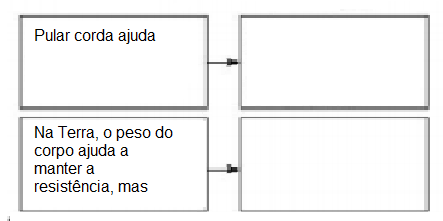 Pular corda ajuda
Na Terra, o peso do
corpo ajuda a
manter a
resistência, mas